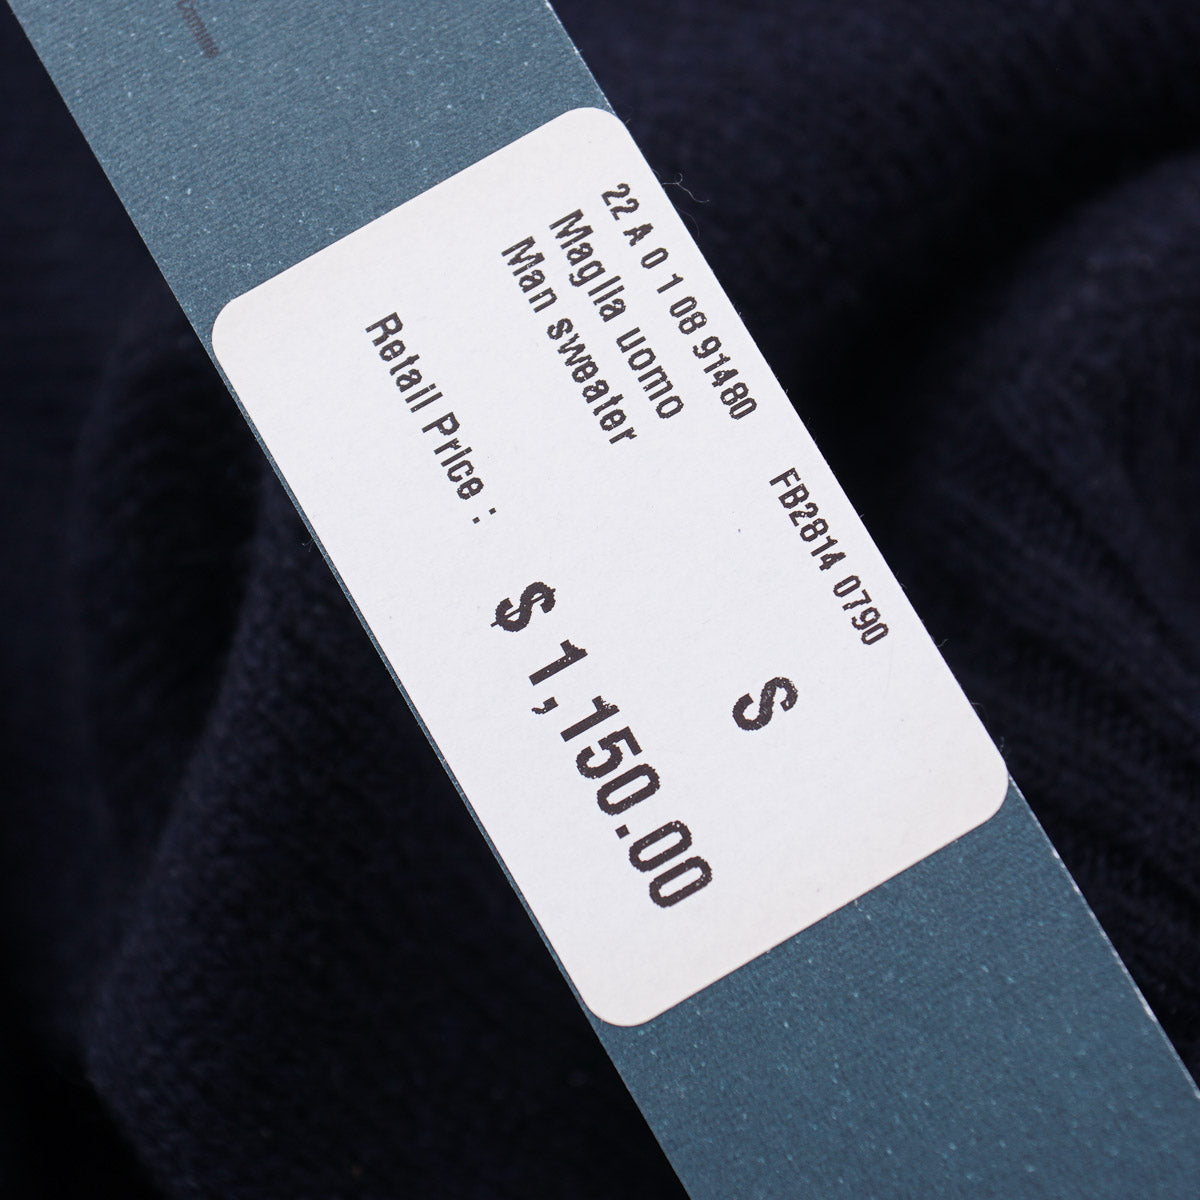 22 A 0 1 08 91480 FB2814 0790
Maglia uomo
Man sweater
S
Retail Price : $ 1,150.00